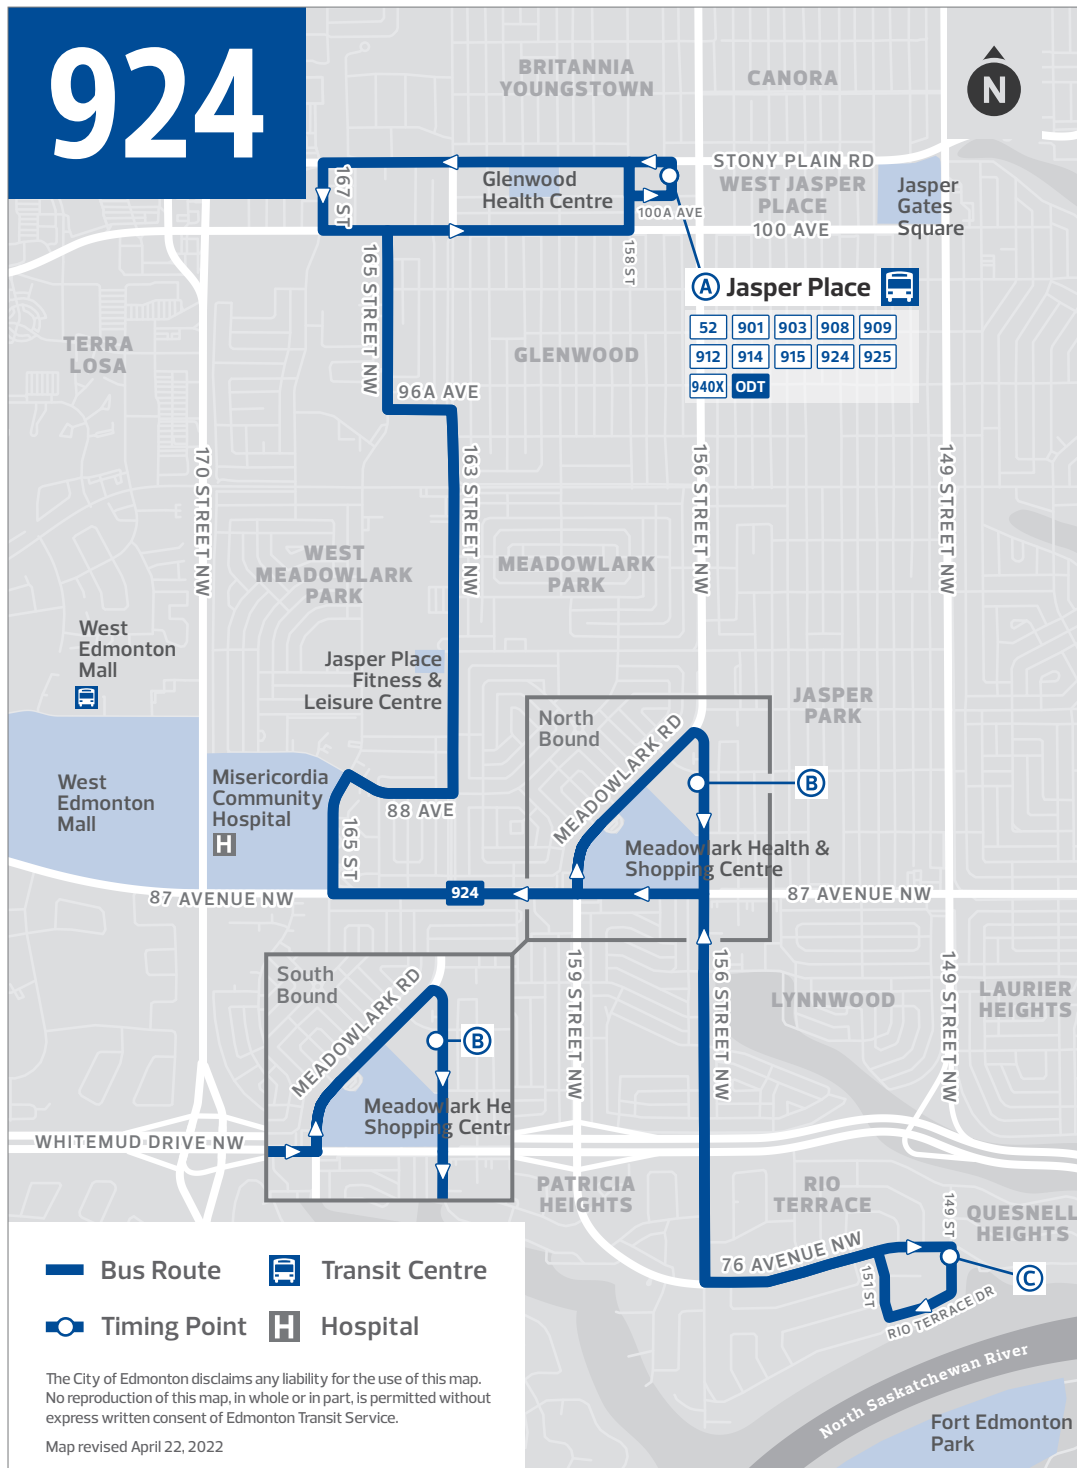 924
BRITANNIA
YOUNGSTOWN
CANORA
N
STONY PLAIN RD
167 ST
Glenwood
Health Centre
WEST JASPER
PLACE
Jasper
Gates
Square
100A AVE
100 AVE
158 ST
165 STREET NW
A Jasper Place
52 901 903 908 909
912 914 915 924 925
940X ODT
TERRA
LOSA
GLENWOOD
96A AVE
170 STREET NW
163 STREET NW
156 STREET NW
149 STREET NW
WEST
MEADOWLARK
PARK
MEADOWLARK
PARK
West
Edmonton
Mall
Jasper Place
Fitness &
Leisure Centre
JASPER
PARK
North
Bound
MEADOWLARK RD
B
West
Edmonton
Mall
Misericordia
Community
Hospital
H
88 AVE
165 ST
Meadowlark Health &
Shopping Centre
87 AVENUE NW
924
87 AVENUE NW
South
Bound
MEADOWLARK RD
B
Meadowlark He
Shopping Centr
159 STREET NW
156 STREET NW
LYNNWOOD
149 STREET NW
LAURIER
HEIGHTS
WHITEMUD DRIVE NW
PATRICIA
HEIGHTS
RIO
TERRACE
149 ST
QUESNELL
HEIGHTS
76 AVENUE NW
151 ST
C
RIO TERRACE DR
North Saskatchewan River
Fort Edmonton
Park
Bus Route
Transit Centre
Timing Point
H Hospital
The City of Edmonton disclaims any liability for the use of this map.
No reproduction of this map, in whole or in part, is permitted without
express written consent of Edmonton Transit Service.
Map revised April 22, 2022